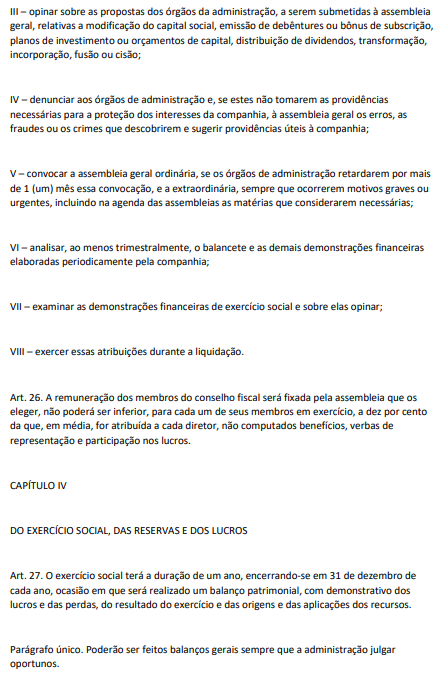 III – opinar sobre as propostas dos órgãos da administração, a serem submetidas à assembleia
geral, relativas a modificação do capital social, emissão de debêntures ou bônus de subscrição,
planos de investimento ou orçamentos de capital, distribuição de dividendos, transformação,
incorporação, fusão ou cisão;
IV – denunciar aos órgãos de administração e, se estes não tomarem as providências
necessárias para a proteção dos interesses da companhia, à assembleia geral os erros, as
fraudes ou os crimes que descobrirem e sugerir providências úteis à companhia;
V – convocar a assembleia geral ordinária, se os órgãos de administração retardarem por mais
de 1 (um) mês essa convocação, e a extraordinária, sempre que ocorrerem motivos graves ou
urgentes, incluindo na agenda das assembleias as matérias que considerarem necessárias;
VI – analisar, ao menos trimestralmente, o balancete e as demais demonstrações financeiras
elaboradas periodicamente pela companhia;
VII – examinar as demonstrações financeiras de exercício social e sobre elas opinar;
VIII – exercer essas atribuições durante a liquidação.
Art. 26. A remuneração dos membros do conselho fiscal será fixada pela assembleia que os
eleger, não poderá ser inferior, para cada um de seus membros em exercício, a dez por cento
da que, em média, for atribuída a cada diretor, não computados benefícios, verbas de
representação e participação nos lucros.
CAPÍTULO IV
DO EXERCÍCIO SOCIAL, DAS RESERVAS E DOS LUCROS
Art. 27. O exercício social terá a duração de um ano, encerrando-se em 31 de dezembro de
cada ano, ocasião em que será realizado um balanço patrimonial, com demonstrativo dos
lucros e das perdas, do resultado do exercício e das origens e das aplicações dos recursos.
Parágrafo único. Poderão ser feitos balanços gerais sempre que a administração julgar
oportunos.